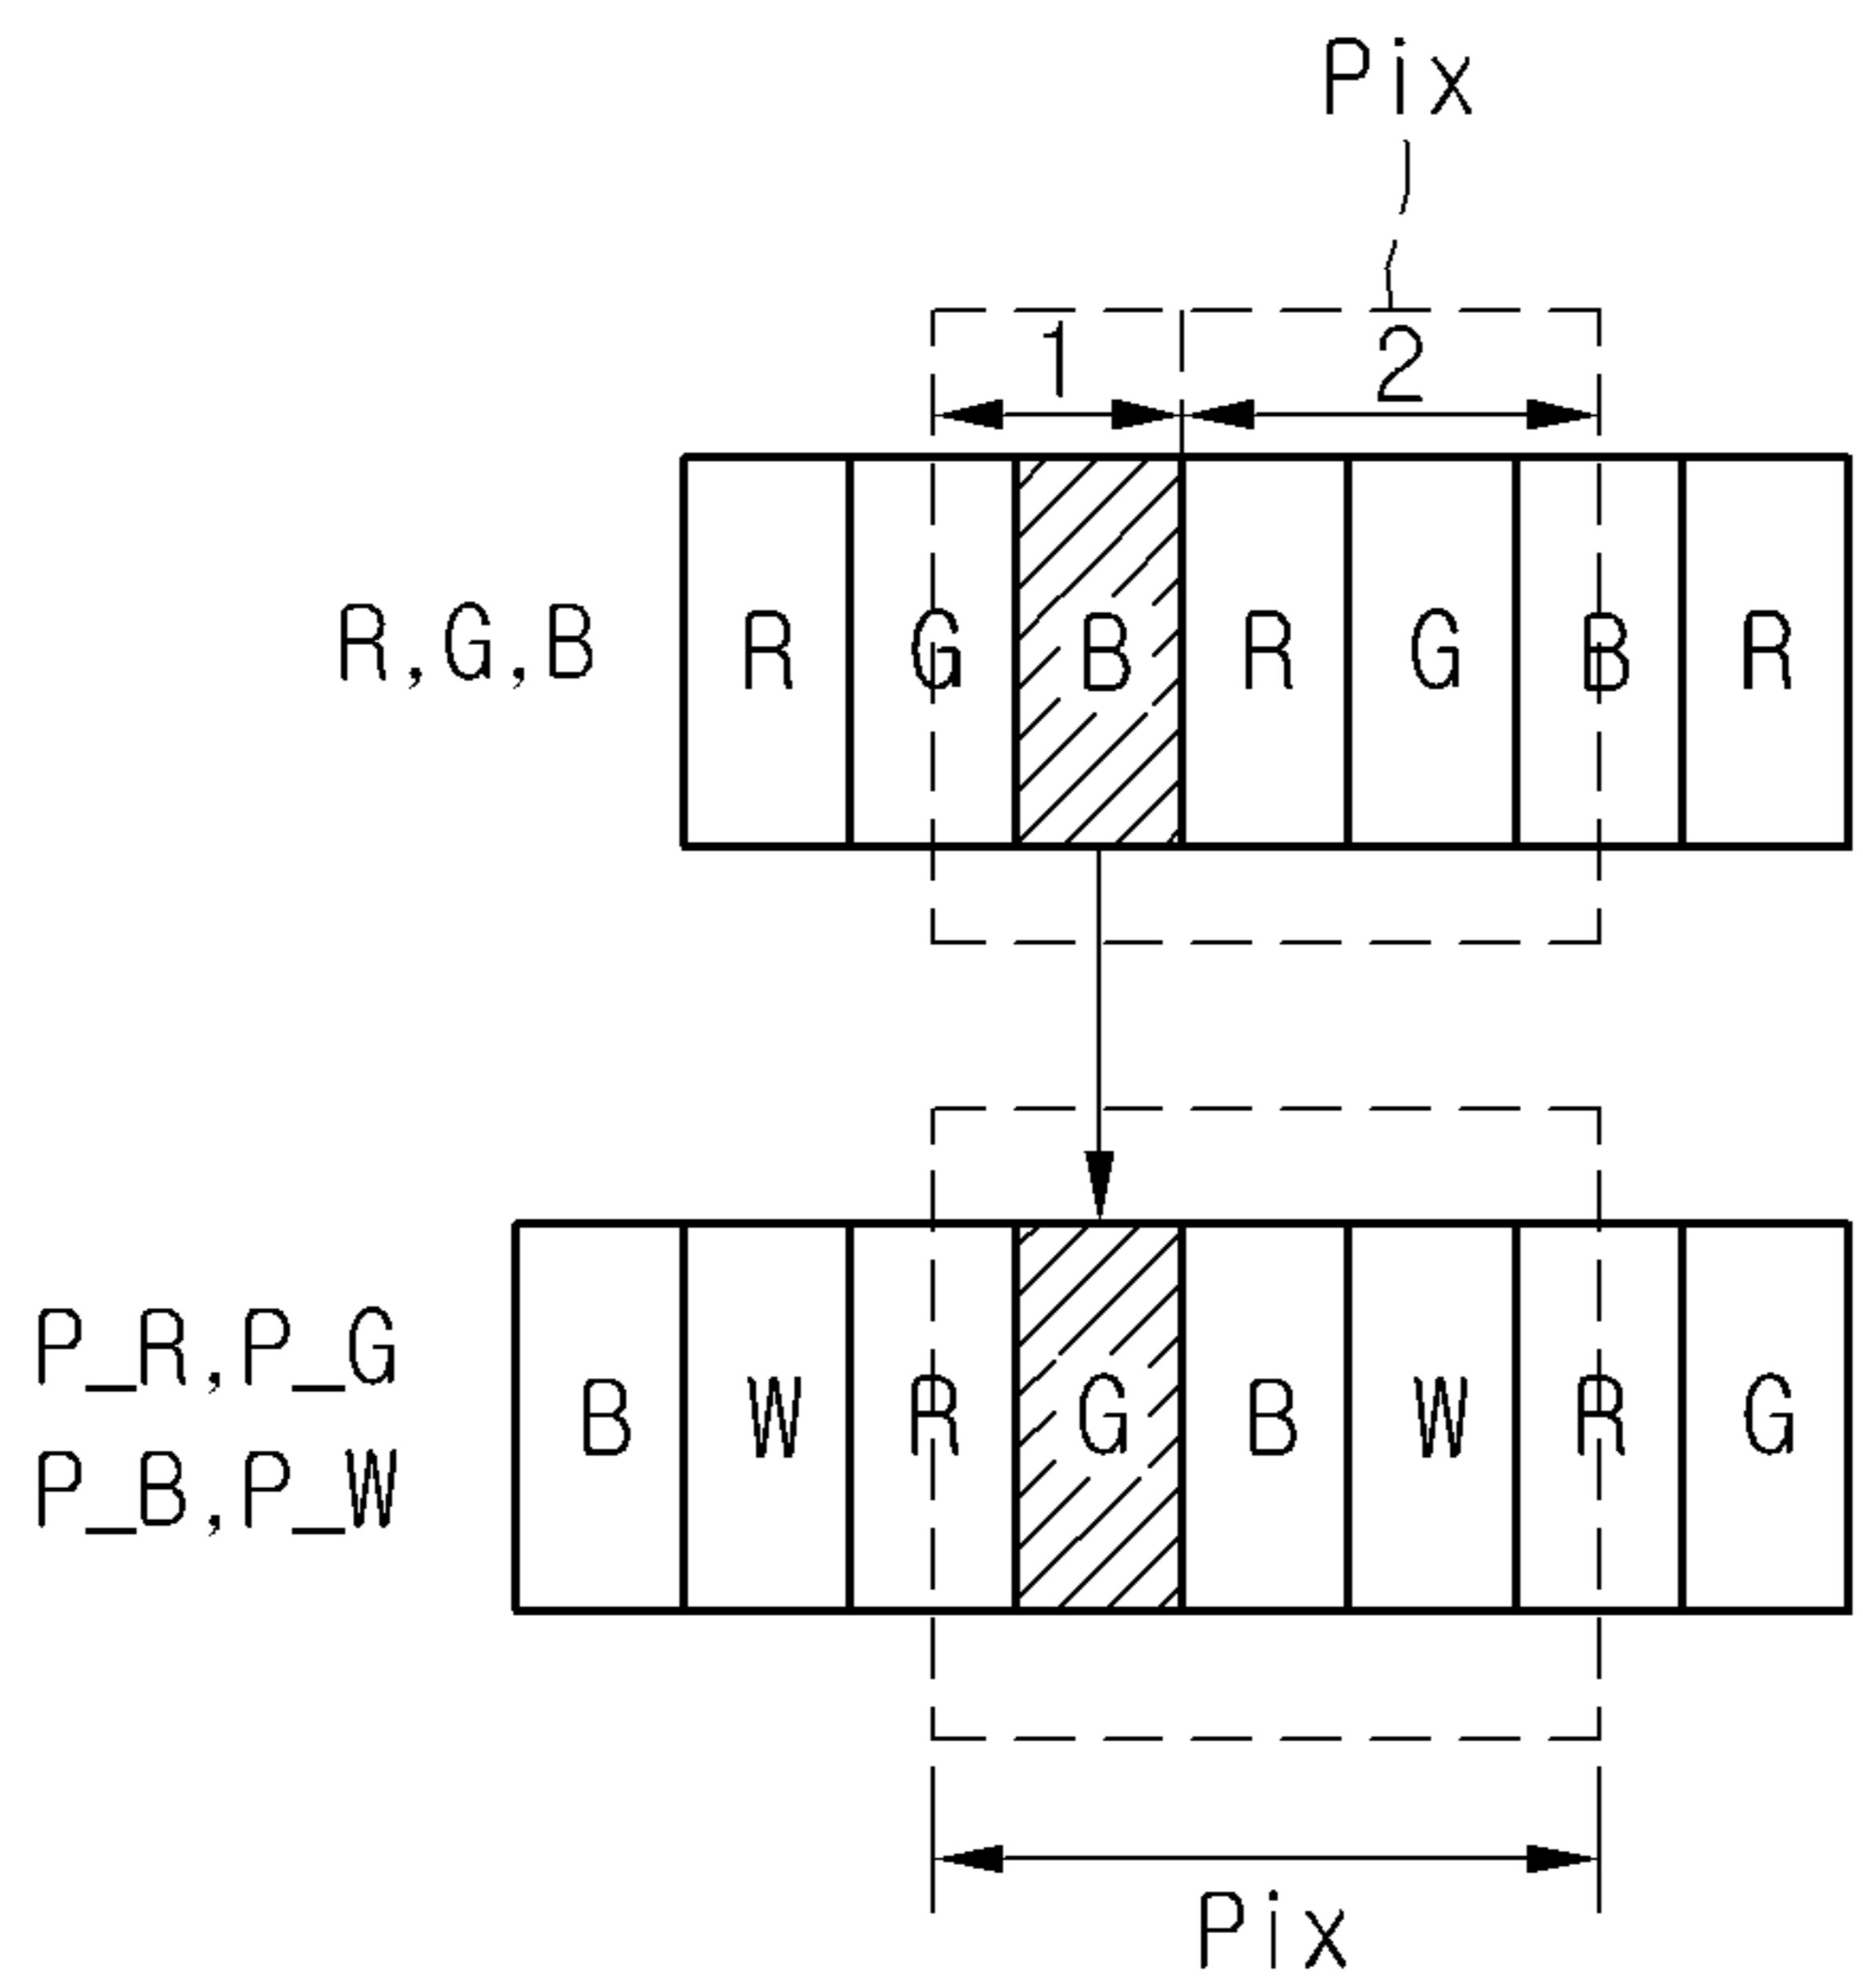 Pix
1 2
R,G,B
R G B R G B R
P_R,P_G
P_B,P_W
B W R G B W R G
Pix